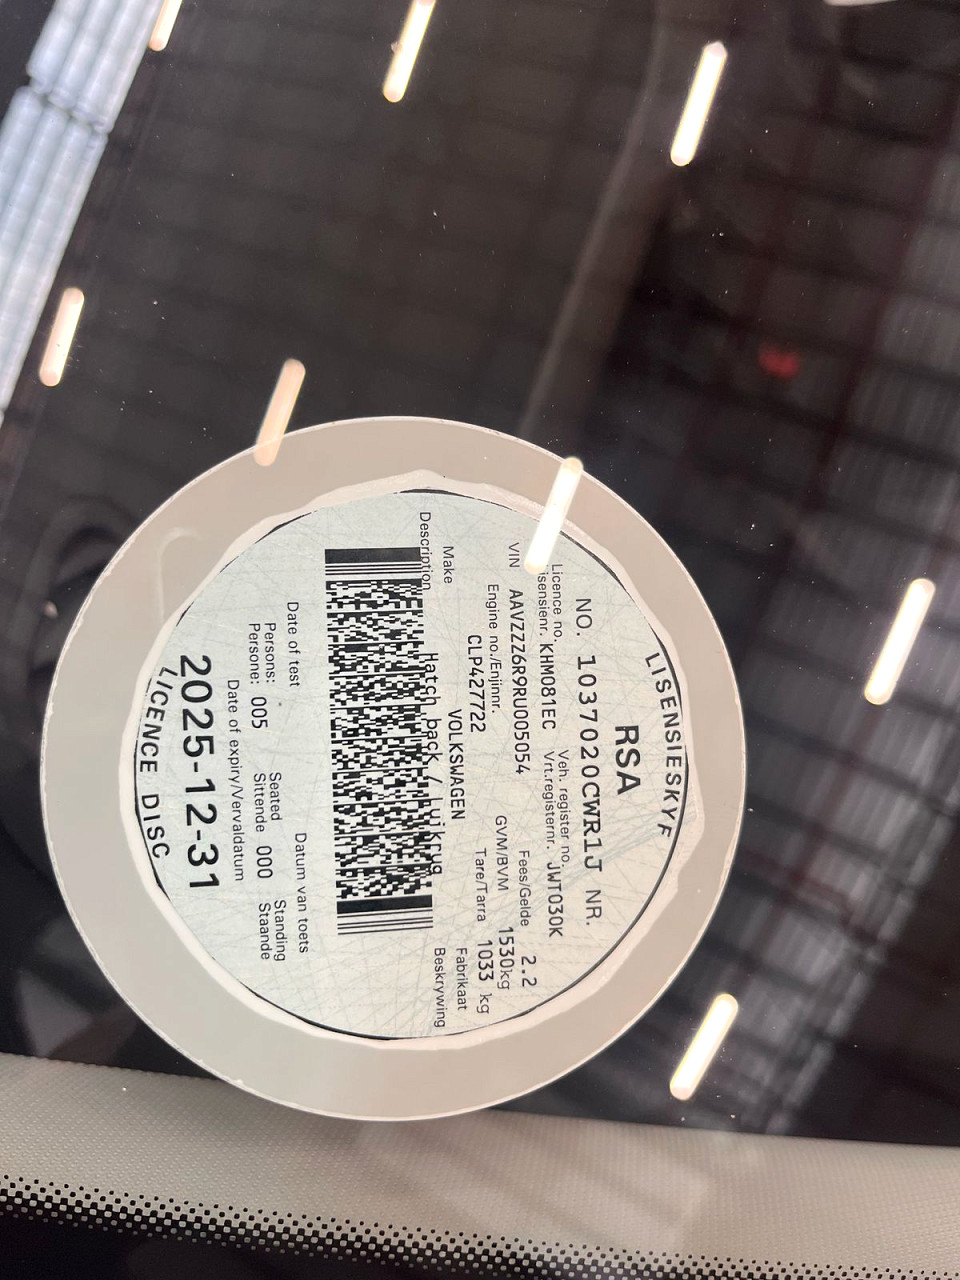 LISENSIESKYF
RSA
NO. 1037020CWR1J NR.
Licence no. Veh. register no.
isensienr. KHM081EC Vrt.registernr. JWT030K
Fees/Gelde 2.2
VIN AAVZZZ6R9RU005054 GVM/BVM 1530kg
Engine no./Enjinnr. CLP427722 Tare/Tarra 1033 kg
Make VOLKSWAGEN Fabrikaat
Description Hatch back / Luikrug Beskrywing
Date of test - Datum van toets
Persons: Seated Standing
Persone: 005 Sittende 000 Staande
Date of expiry/Vervaldatum
2025-12-31
LICENCE DISC